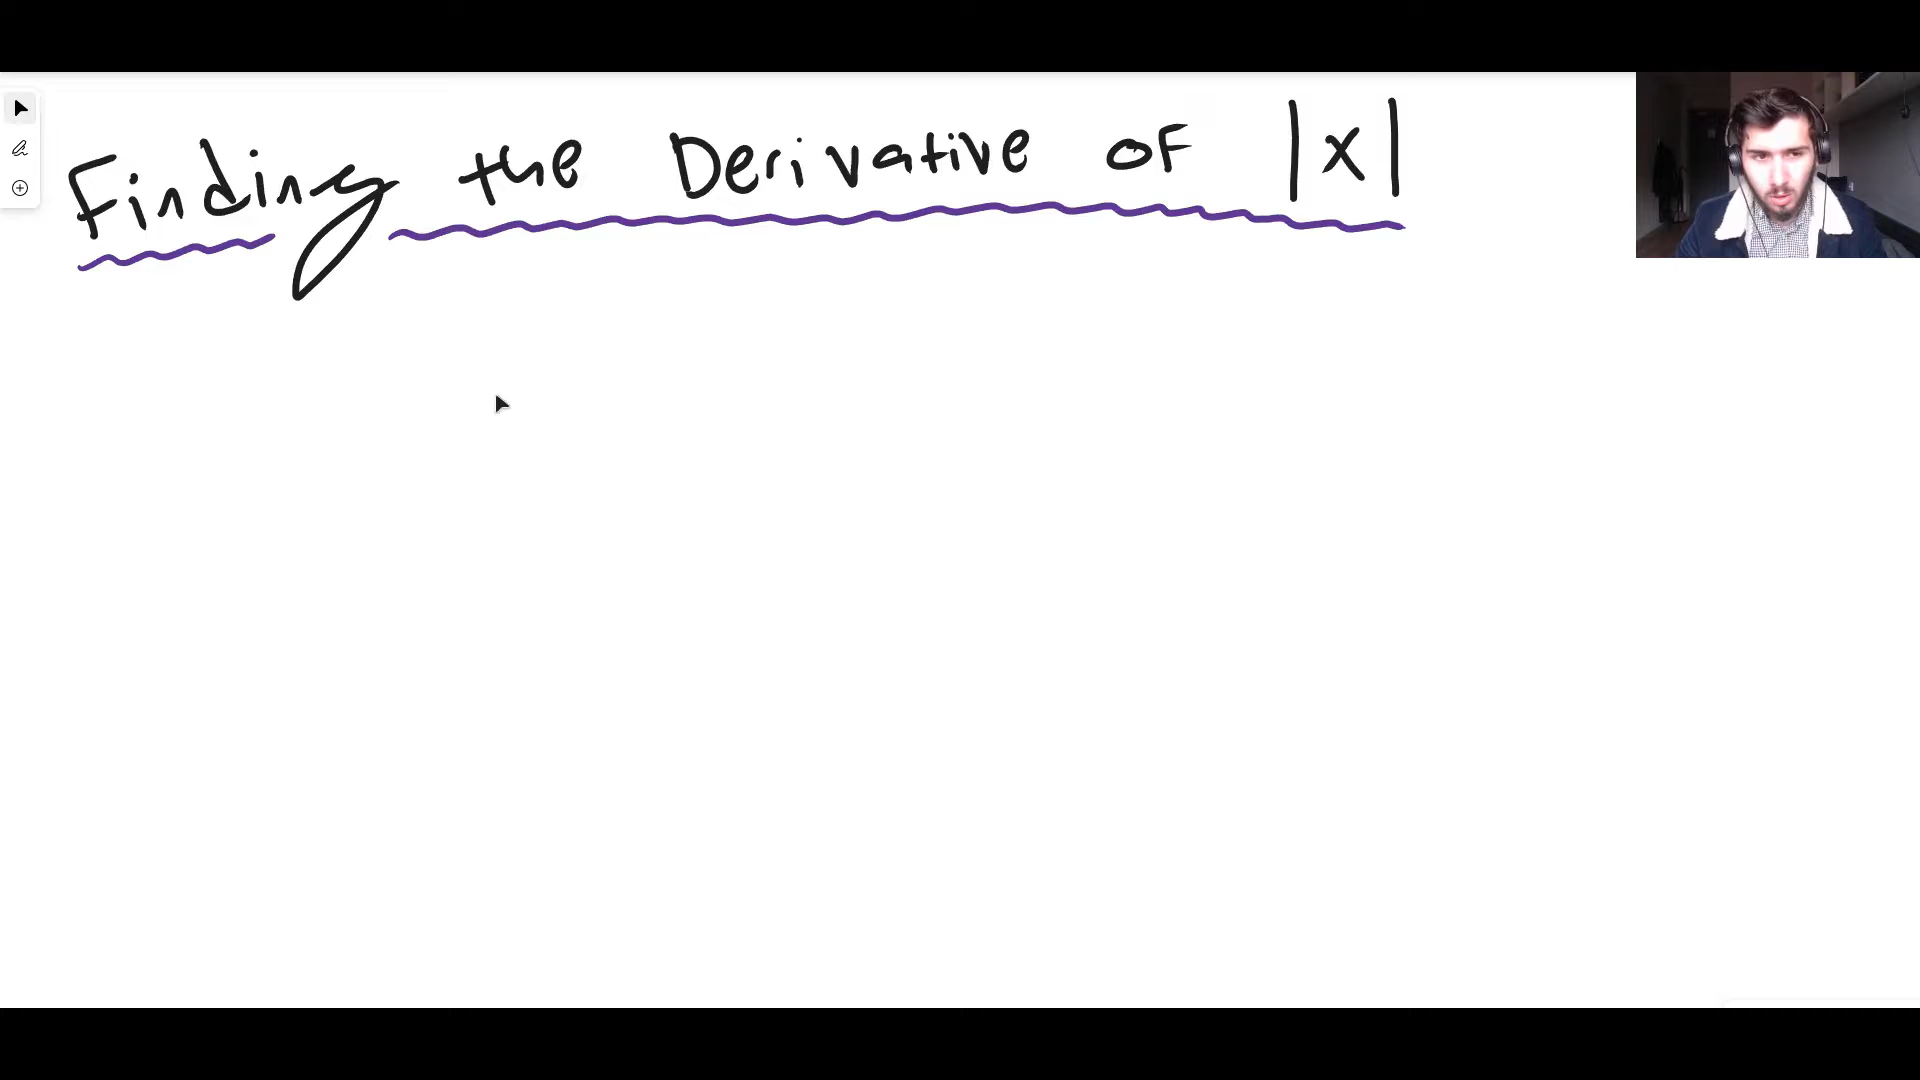 Finding the Derivative of |x|